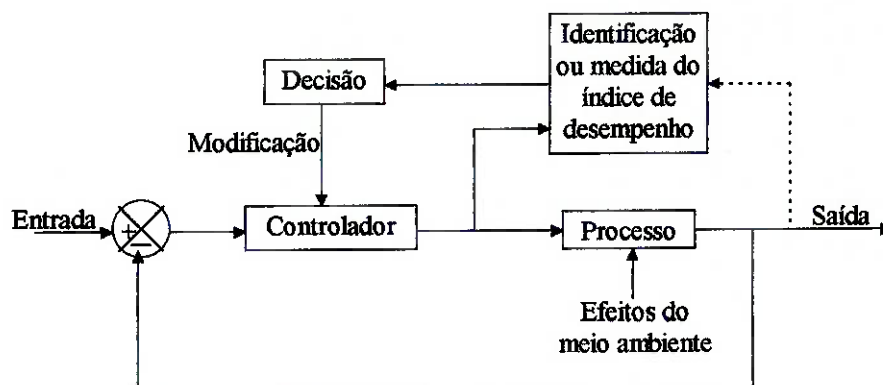 Identificação
ou medida do
índice de
desempenho
Decisão
Modificação
Entrada
+
−
Controlador
Processo
Saída
Efeitos do
meio ambiente